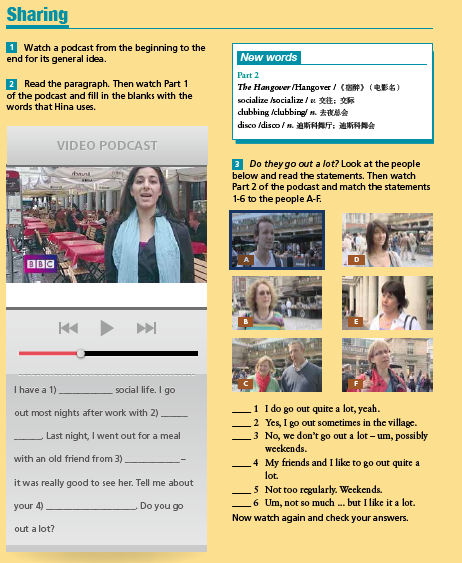 Sharing
1 Watch a podcast from the beginning to the
end for its general idea.
2 Read the paragraph. Then watch Part 1
of the podcast and fill in the blanks with the
words that Hina uses.
VIDEO PODCAST
BBC
I have a 1) ___________ social life. I go
out most nights after work with 2) ______
______. Last night, I went out for a meal
with an old friend from 3) ___________ –
it was really good to see her. Tell me about
your 4) __________________. Do you go
out a lot?
New words
Part 2
The Hangover /Hangover / 《宿醉》（电影名）
socialize /socialize / v. 交往；交际
clubbing /clubbing/ n. 去夜总会
disco /disco / n. 迪斯科舞厅；迪斯科舞会
3 Do they go out a lot? Look at the people
below and read the statements. Then watch
Part 2 of the podcast and match the statements
1-6 to the people A-F.
A
D
B
E
C
F
____ 1 I do go out quite a lot, yeah.
____ 2 Yes, I go out sometimes in the village.
____ 3 No, we don't go out a lot – um, possibly
weekends.
____ 4 My friends and I like to go out quite a
lot.
____ 5 Not too regularly. Weekends.
____ 6 Um, not so much ... but I like it a lot.
Now watch again and check your answers.